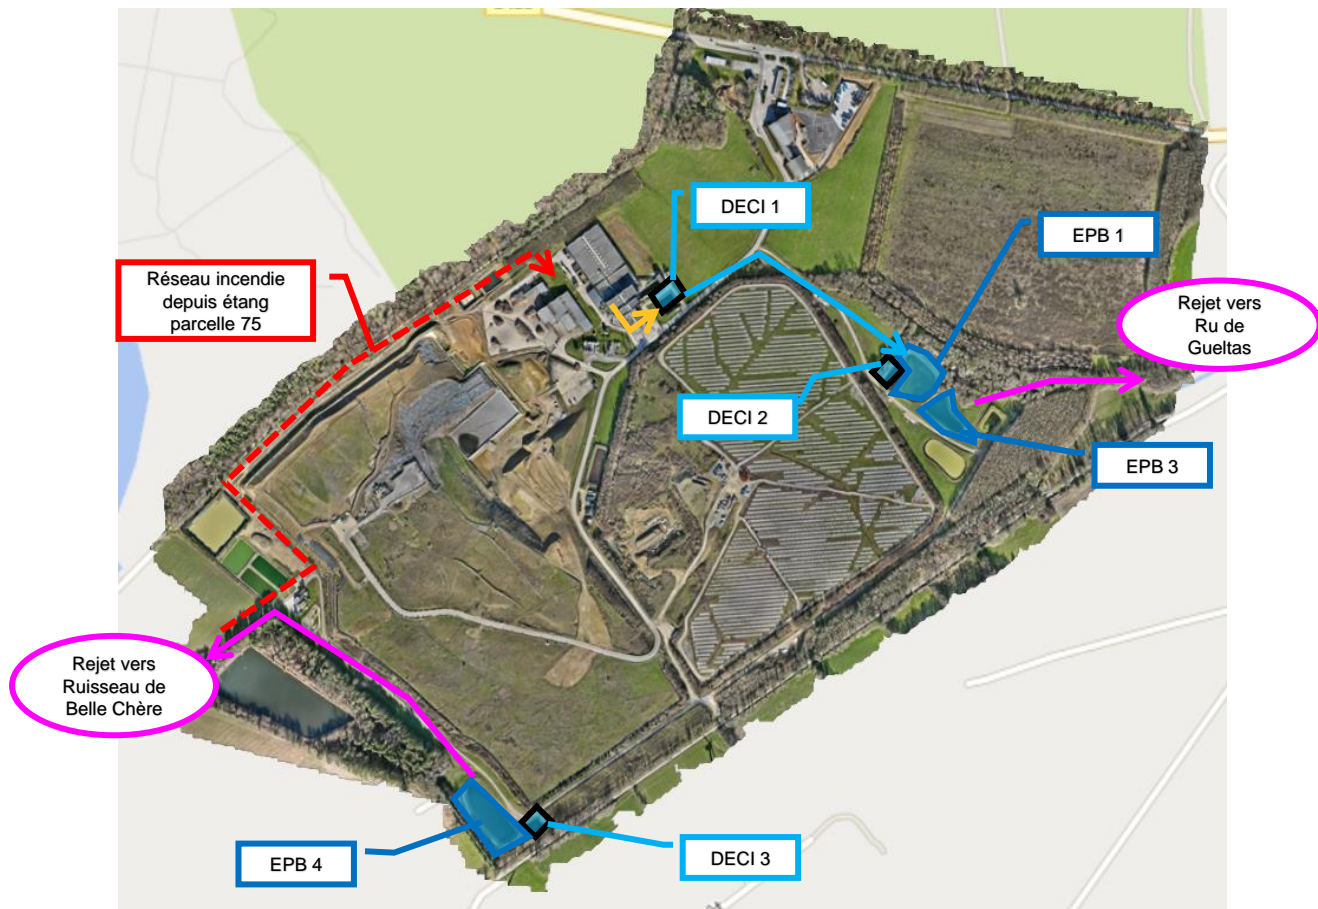 DECI 1
EPB 1
Réseau incendie
depuis étang
parcelle 75
Rejet vers
Ru de
Gueltas
DECI 2
EPB 3
Rejet vers
Ruisseau de
Belle Chère
EPB 4
DECI 3